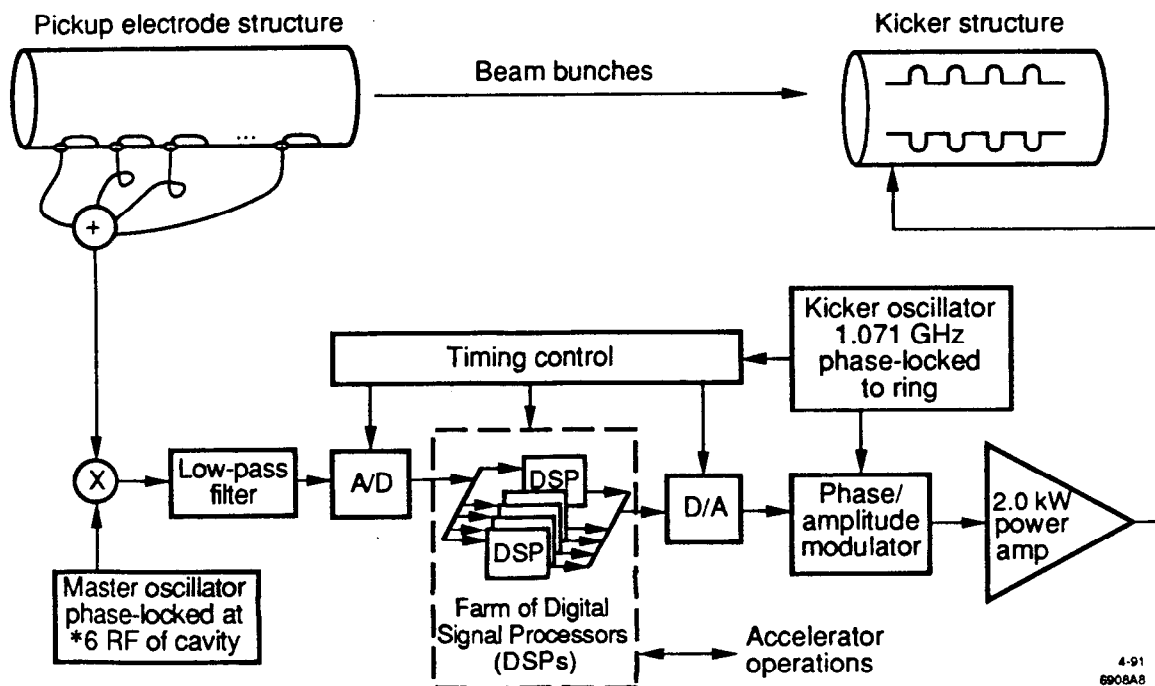 Pickup electrode structure
Kicker structure
Beam bunches
...
+
Kicker oscillator
1.071 GHz
phase-locked
to ring
Timing control
X
Low-pass
filter
A/D
DSP
DSP
D/A
Phase/
amplitude
modulator
2.0 kW
power
amp
Master oscillator
phase-locked at
*6 RF of cavity
Farm of Digital
Signal Processors
(DSPs)
Accelerator
operations
4-91
6908A8